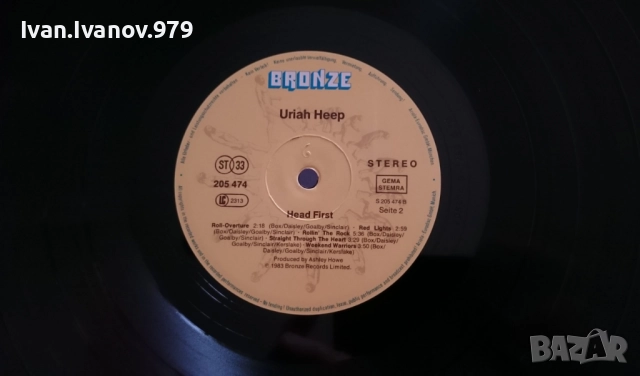 Ivan.Ivanov.979
BRONZE
Uriah Heep
ST 33
205 474
LC 2313
STEREO
GEMA
STEMRA
S 205 474 B
Seite 2
Head First
Roll-Overture 2:18 (Box/Daisley/Goalby/Sinclair) · Red Lights 2:58
(Box/Daisley/Goalby/Sinclair) · Rollin' The Rock 5:36 (Box/Daisley/
Goalby/Sinclair) · Straight Through The Heart 3:29 (Box/Daisley/
Goalby/Sinclair/Kerslake) · Weekend Warriors 3:50 (Box/
Daisley/Goalby/Sinclair/Kerslake)
Produced by Ashley Howe
℗ 1983 Bronze Records Limited.
BAZAR